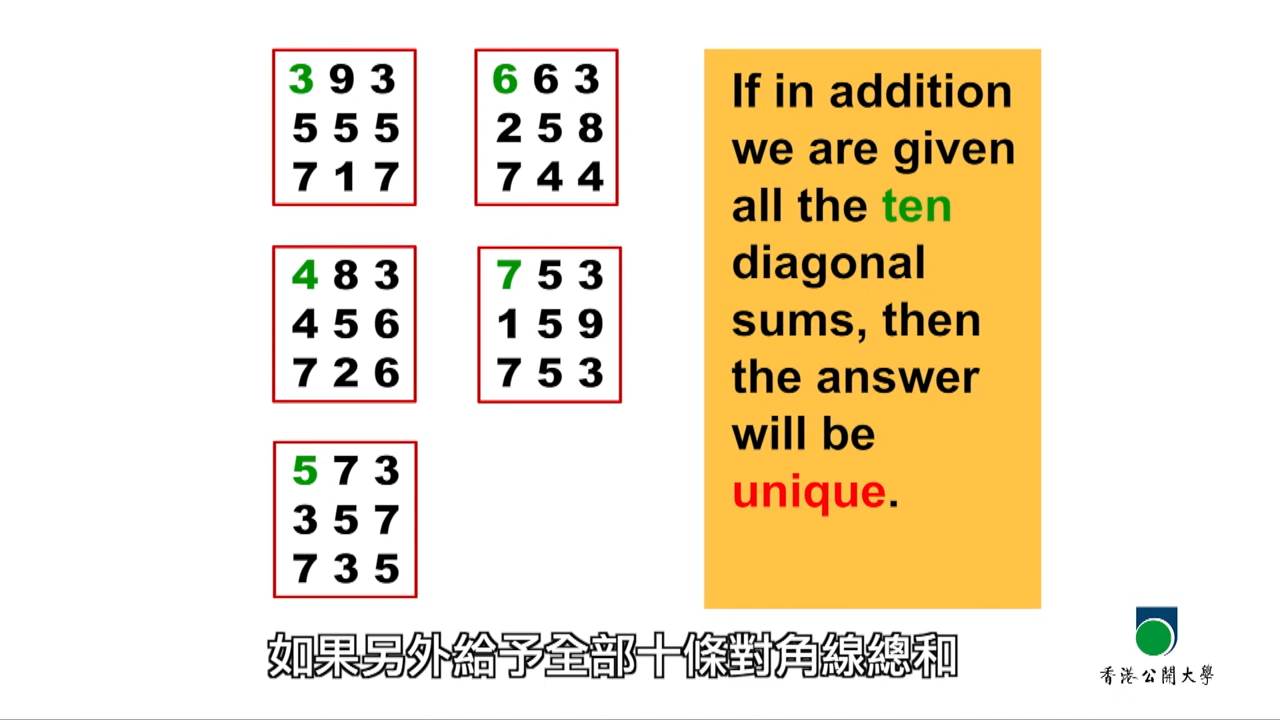 3 9 3
5 5 5
7 1 7
6 6 3
2 5 8
7 4 4
4 8 3
4 5 6
7 2 6
7 5 3
1 5 9
7 5 3
5 7 3
3 5 7
7 3 5
If in addition
we are given
all the ten
diagonal
sums, then
the answer
will be
unique.
如果另外給予全部十條對角線總和
香港公開大學